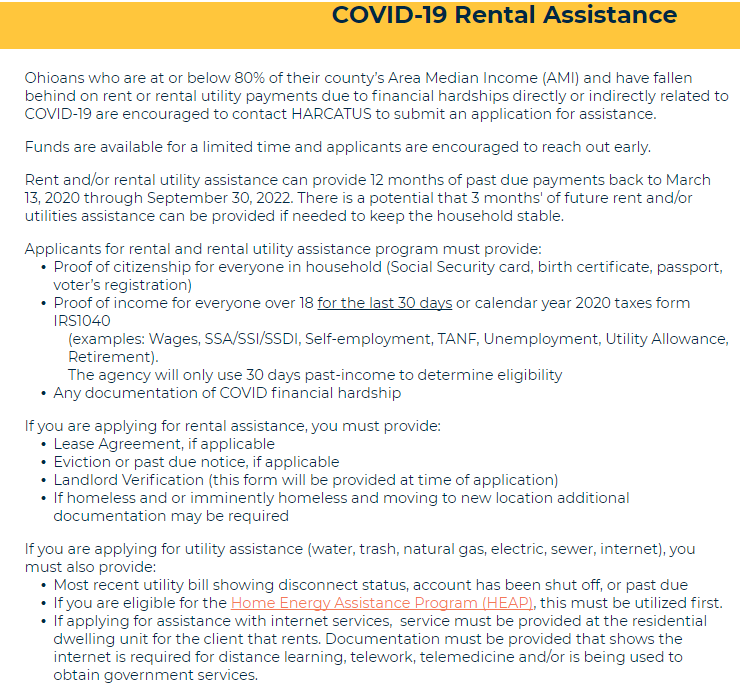 COVID-19 Rental Assistance
Ohioans who are at or below 80% of their county's Area Median Income (AMI) and have fallen
behind on rent or rental utility payments due to financial hardships directly or indirectly related to
COVID-19 are encouraged to contact HARCATUS to submit an application for assistance.
Funds are available for a limited time and applicants are encouraged to reach out early.
Rent and/or rental utility assistance can provide 12 months of past due payments back to March
13, 2020 through September 30, 2022. There is a potential that 3 months' of future rent and/or
utilities assistance can be provided if needed to keep the household stable.
Applicants for rental and rental utility assistance program must provide:
• Proof of citizenship for everyone in household (Social Security card, birth certificate, passport,
voter's registration)
• Proof of income for everyone over 18 for the last 30 days or calendar year 2020 taxes form
IRS1040
(examples: Wages, SSA/SSI/SSDI, Self-employment, TANF, Unemployment, Utility Allowance,
Retirement).
The agency will only use 30 days past-income to determine eligibility
• Any documentation of COVID financial hardship
If you are applying for rental assistance, you must provide:
• Lease Agreement, if applicable
• Eviction or past due notice, if applicable
• Landlord Verification (this form will be provided at time of application)
• If homeless and or imminently homeless and moving to new location additional
documentation may be required
If you are applying for utility assistance (water, trash, natural gas, electric, sewer, internet), you
must also provide:
• Most recent utility bill showing disconnect status, account has been shut off, or past due
• If you are eligible for the Home Energy Assistance Program (HEAP), this must be utilized first.
• If applying for assistance with internet services, service must be provided at the residential
dwelling unit for the client that rents. Documentation must be provided that shows the
internet is required for distance learning, telework, telemedicine and/or is being used to
obtain government services.